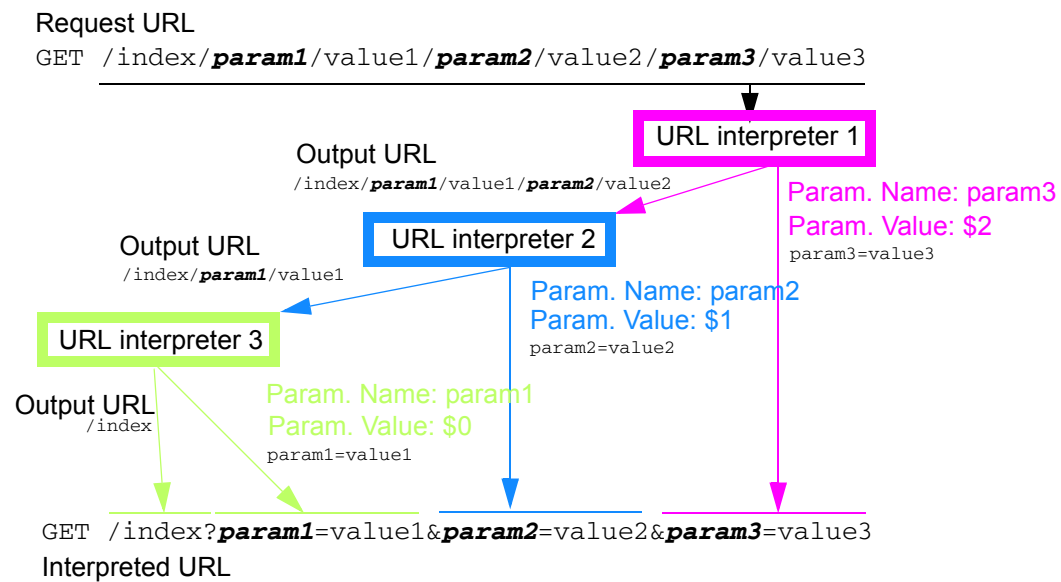 Request URL
GET /index/param1/value1/param2/value2/param3/value3
URL interpreter 1
Output URL
/index/param1/value1/param2/value2
Param. Name: param3
Param. Value: $2
param3=value3
URL interpreter 2
Output URL
/index/param1/value1
Param. Name: param2
Param. Value: $1
param2=value2
URL interpreter 3
Output URL
/index
Param. Name: param1
Param. Value: $0
param1=value1
GET /index?param1=value1&param2=value2&param3=value3
Interpreted URL